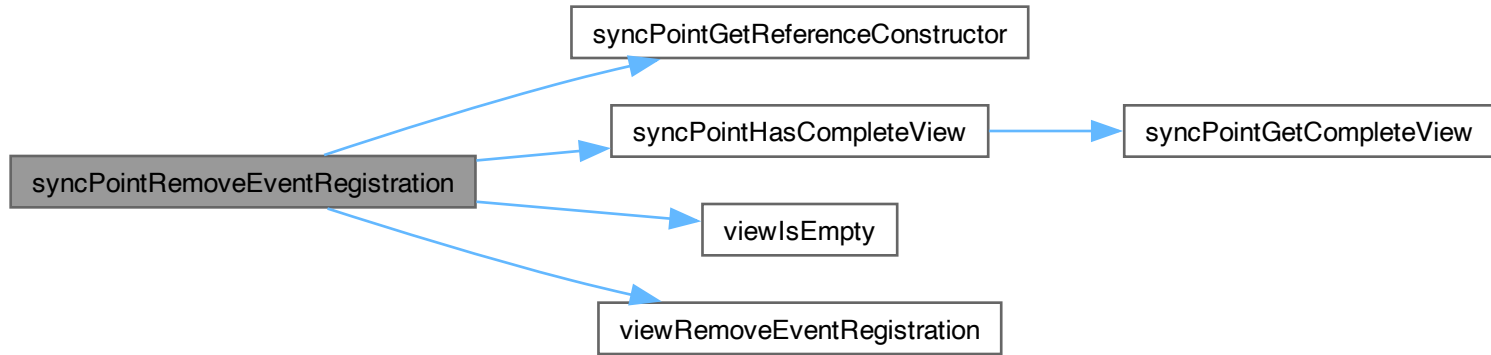 syncPointGetReferenceConstructor
syncPointHasCompleteView
syncPointGetCompleteView
syncPointRemoveEventRegistration
viewIsEmpty
viewRemoveEventRegistration